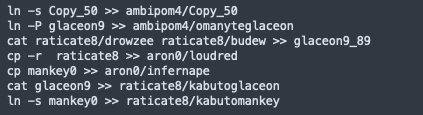 ln -s Copy_50 >> ambipom4/Copy_50
ln -P glaceon9 >> ambipom4/omanyteglaceon
cat raticate8/drowzee raticate8/budew >> glaceon9_89
cp -r  raticate8 >> aron0/loudred
cp mankey0 >> aron0/infernape
cat glaceon9 >> raticate8/kabutoglaceon
ln -s mankey0 >> raticate8/kabutomankey